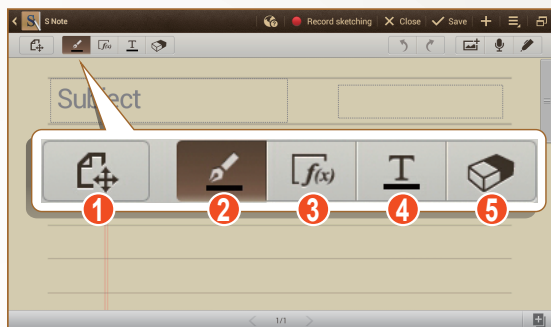 S Note Record sketching Close Save
f(x) T
Subject
f(x) T
1 2 3 4 5
1/1